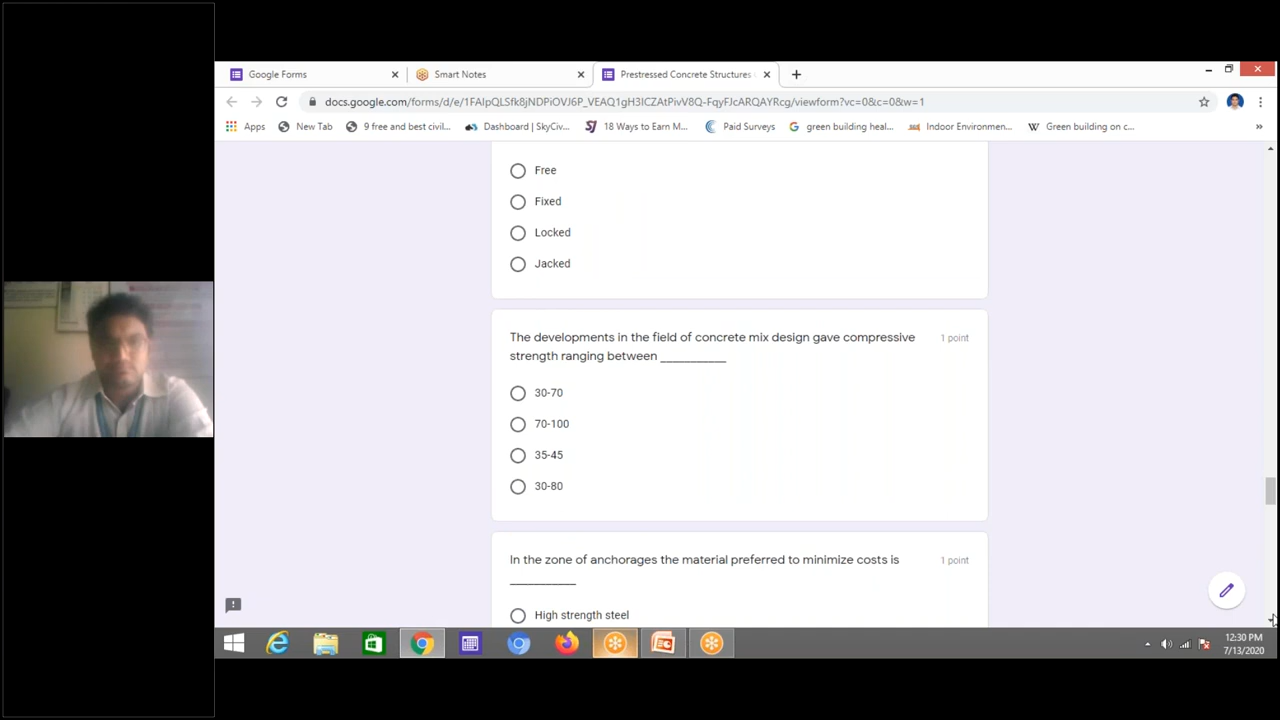 Google Forms
Smart Notes
Prestressed Concrete Structures
docs.google.com/forms/d/e/1FAIpQLSfk8jNDPiOVJ6P_VEAQ1gH3ICZAtPivV8Q-FqyFJcARQAYRcg/viewform?vc=0&c=0&w=1
Apps
New Tab
9 free and best civil...
Dashboard | SkyCiv...
18 Ways to Earn M...
Paid Surveys
green building heal...
Indoor Environmen...
Green building on c...
»
Free
Fixed
Locked
Jacked
The developments in the field of concrete mix design gave compressive 1 point
strength ranging between ___________
30-70
70-100
35-45
30-80
In the zone of anchorages the material preferred to minimize costs is 1 point
___________
High strength steel
12:30 PM
7/13/2020